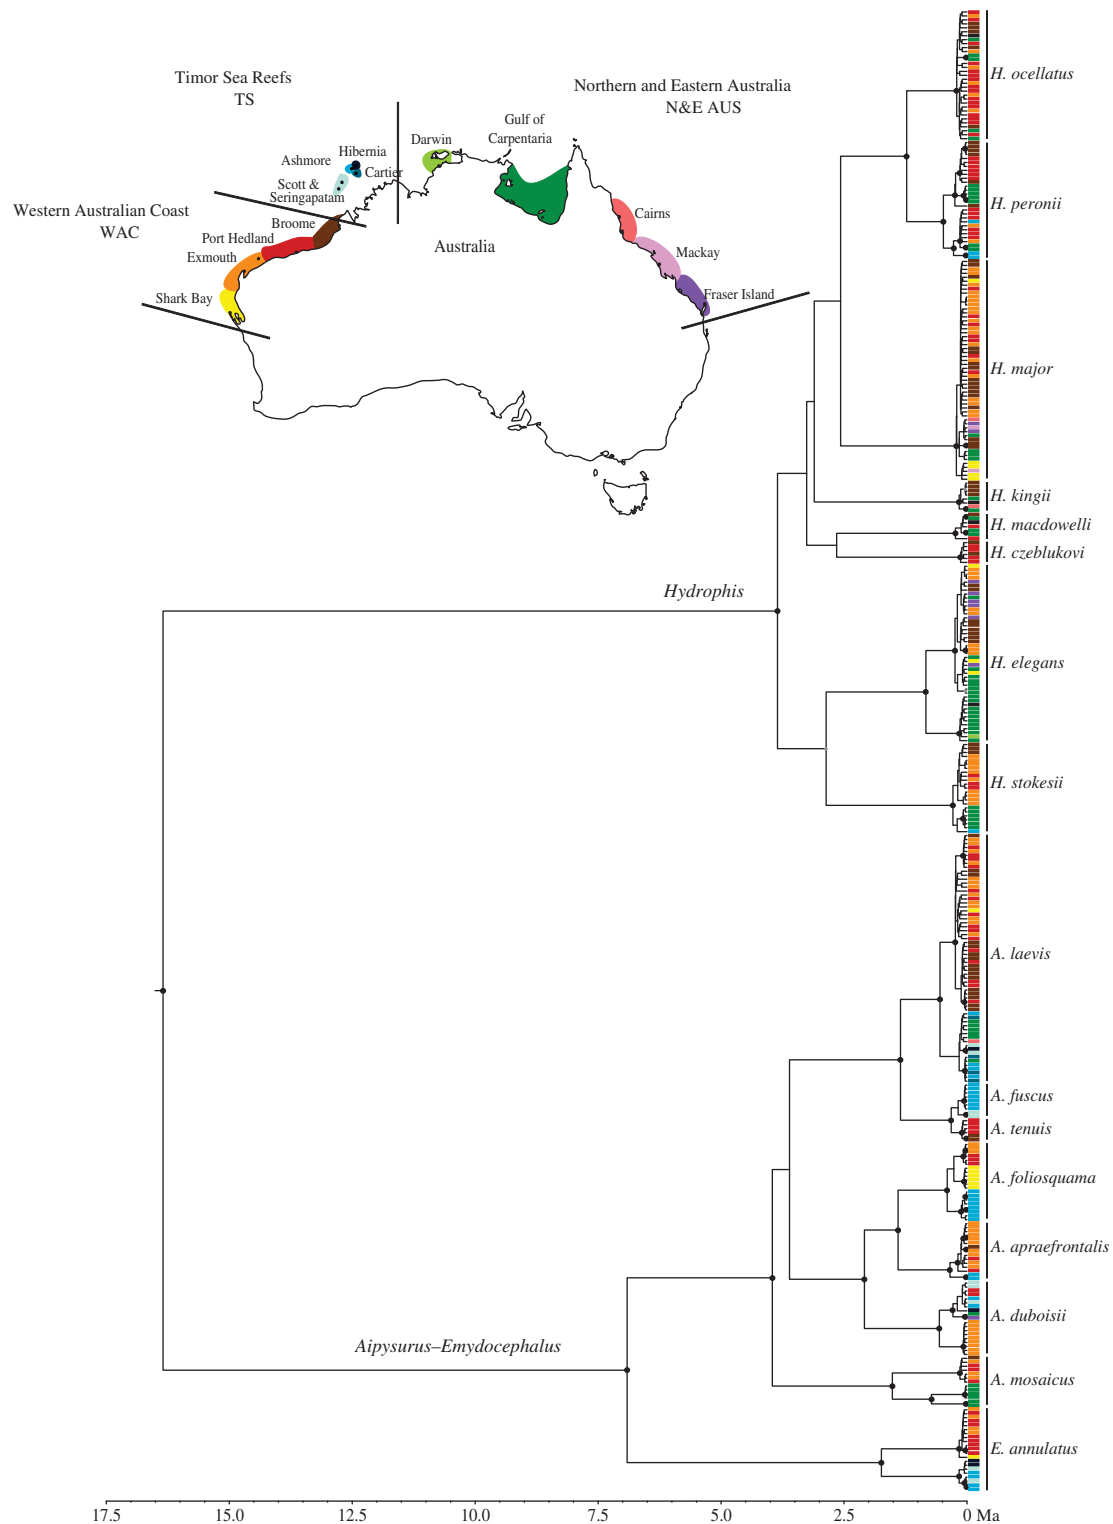 Timor Sea Reefs
TS
Northern and Eastern Australia
N&E AUS
Gulf of
Carpentaria
Darwin
Hibernia
Ashmore
Cartier
Scott &
Seringapatam
Western Australian Coast
WAC
Broome
Port Hedland
Exmouth
Shark Bay
Australia
Cairns
Mackay
Fraser Island
H. ocellatus
H. peronii
H. major
H. kingii
H. macdowelli
H. czeblukovi
Hydrophis
H. elegans
H. stokesii
A. laevis
A. fuscus
A. tenuis
A. foliosquama
A. apraefrontalis
A. duboisii
Aipysurus–Emydocephalus
A. mosaicus
E. annulatus
17.5 15.0 12.5 10.0 7.5 5.0 2.5 0 Ma